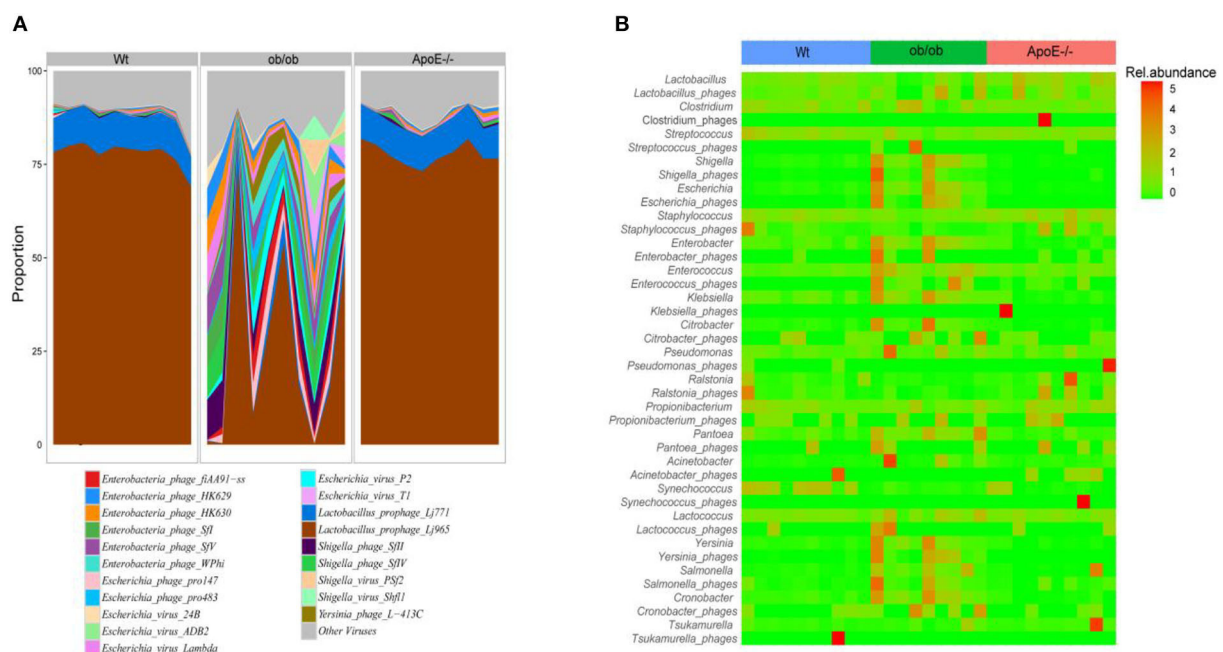 A
Wt
ob/ob
ApoE-/-
100
75
50
25
0
Proportion
Enterobacteria_phage_fiAA91-ss
Enterobacteria_phage_HK629
Enterobacteria_phage_HK630
Enterobacteria_phage_SfI
Enterobacteria_phage_SfV
Enterobacteria_phage_WPhi
Escherichia_phage_pro147
Escherichia_phage_pro483
Escherichia_virus_24B
Escherichia_virus_ADB2
Escherichia_virus_Lambda
Escherichia_virus_P2
Escherichia_virus_T1
Lactobacillus_prophage_Lj771
Lactobacillus_prophage_Lj965
Shigella_phage_SfII
Shigella_phage_SfIV
Shigella_virus_PSf2
Shigella_virus_Shfl1
Yersinia_phage_L-413C
Other Viruses
B
Wt
ob/ob
ApoE-/-
Lactobacillus
Lactobacillus_phages
Clostridium
Clostridium_phages
Streptococcus
Streptococcus_phages
Shigella
Shigella_phages
Escherichia
Escherichia_phages
Staphylococcus
Staphylococcus_phages
Enterobacter
Enterobacter_phages
Enterococcus
Enterococcus_phages
Klebsiella
Klebsiella_phages
Citrobacter
Citrobacter_phages
Pseudomonas
Pseudomonas_phages
Ralstonia
Ralstonia_phages
Propionibacterium
Propionibacterium_phages
Pantoea
Pantoea_phages
Acinetobacter
Acinetobacter_phages
Synechococcus
Synechococcus_phages
Lactococcus
Lactococcus_phages
Yersinia
Yersinia_phages
Salmonella
Salmonella_phages
Cronobacter
Cronobacter_phages
Tsukamurella
Tsukamurella_phages
Rel.abundance
5
4
3
2
1
0